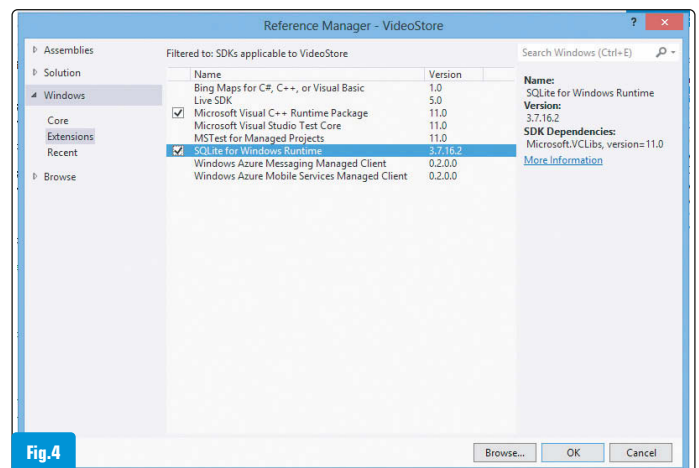 Reference Manager - VideoStore
?
Assemblies
Solution
Windows
Core
Extensions
Recent
Browse
Filtered to: SDKs applicable to VideoStore
Name Version
Bing Maps for C#, C++, or Visual Basic 1.0
Live SDK 5.0
Microsoft Visual C++ Runtime Package 11.0
Microsoft Visual Studio Test Core 11.0
MSTest for Managed Projects 11.0
SQLite for Windows Runtime 3.7.16.2
Windows Azure Messaging Managed Client 0.2.0.0
Windows Azure Mobile Services Managed Client 0.2.0.0
Search Windows (Ctrl+E)
Name:
SQLite for Windows Runtime
Version:
3.7.16.2
SDK Dependencies:
Microsoft.VCLibs, version=11.0
More Information
Browse... OK Cancel
Fig.4